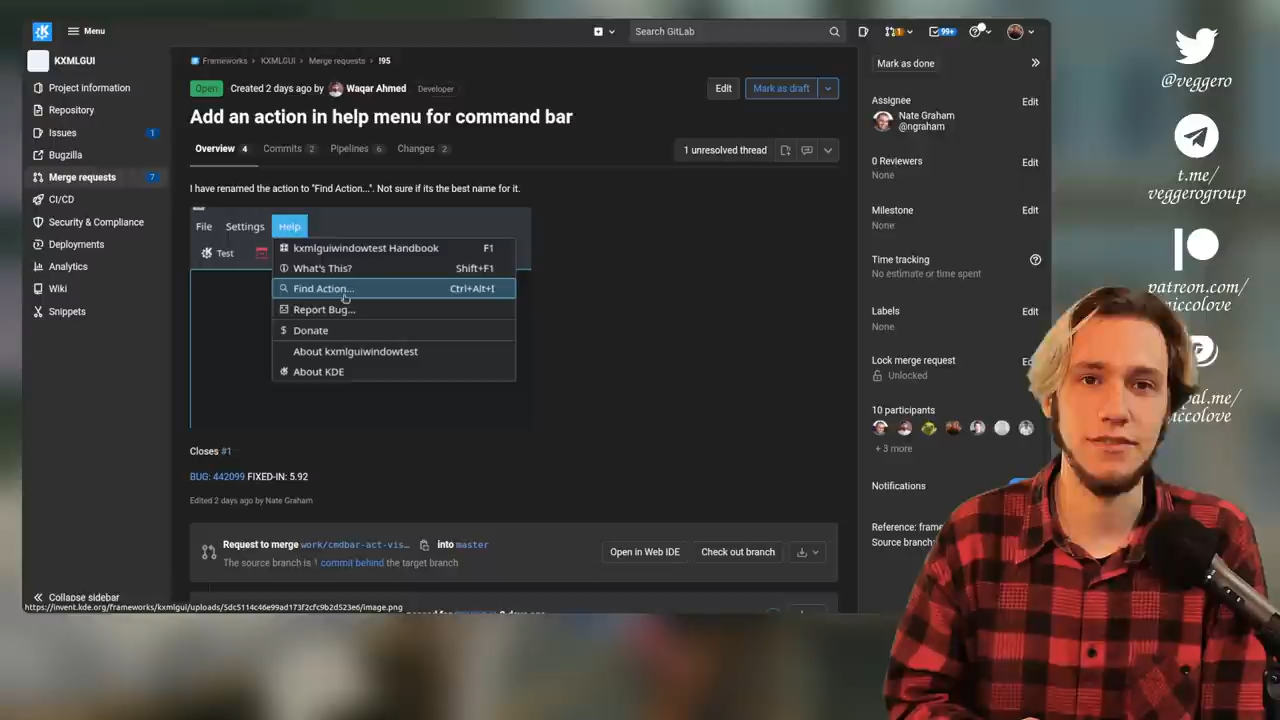 Menu
Search GitLab
1
99+
KXMLGUI
Project information
Repository
Issues
1
Bugzilla
Merge requests
7
CI/CD
Security & Compliance
Deployments
Analytics
Wiki
Snippets
Collapse sidebar
Frameworks
KXMLGUI
Merge requests
!95
Open
Created 2 days ago by
Waqar Ahmed
Developer
Edit
Mark as draft
Add an action in help menu for command bar
Overview 4
Commits 2
Pipelines 6
Changes 2
1 unresolved thread
I have renamed the action to "Find Action...". Not sure if its the best name for it.
File Settings Help
Test
kxmlguiwindowtest Handbook F1
What's This? Shift+F1
Find Action... Ctrl+Alt+I
Report Bug...
Donate
About kxmlguiwindowtest
About KDE
Closes #1
BUG: 442099 FIXED-IN: 5.92
Edited 2 days ago by Nate Graham
Request to merge work/cmdbar-act-vis… into master
The source branch is 1 commit behind the target branch
Open in Web IDE
Check out branch
https://invent.kde.org/frameworks/kxmlgui/uploads/5dc5114c46e99ad173f2cfc9b2d523e6/image.png
Mark as done
Assignee
Edit
Nate Graham
@ngraham
0 Reviewers
Edit
None
Milestone
Edit
None
Time tracking
No estimate or time spent
Labels
Edit
None
Lock merge request
Unlocked
10 participants
+ 3 more
Notifications
Reference:
Source branch:
@veggero
t.me/
veggerogroup
patreon.com/